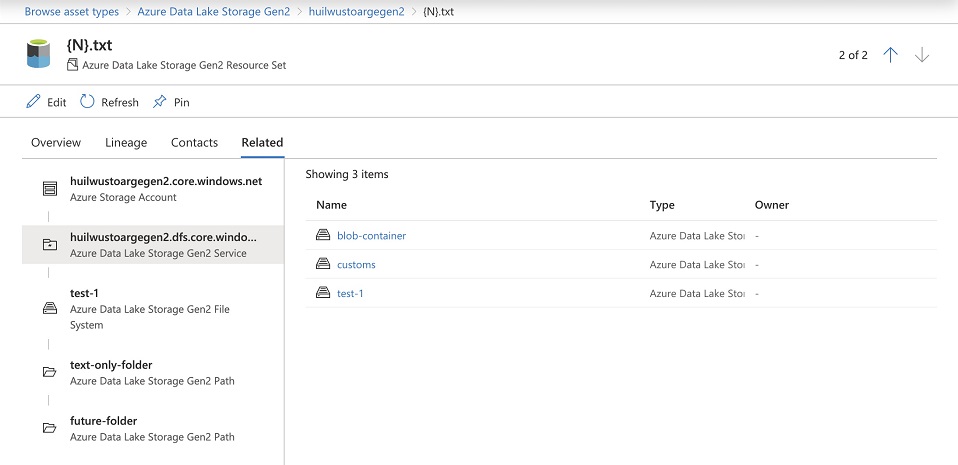 Browse asset types > Azure Data Lake Storage Gen2 > huilwustoargegen2 > {N}.txt
{N}.txt
Azure Data Lake Storage Gen2 Resource Set
2 of 2
Edit Refresh Pin
Overview Lineage Contacts Related
huilwustoargegen2.core.windows.net
Azure Storage Account
huilwustoargegen2.dfs.core.windo...
Azure Data Lake Storage Gen2 Service
test-1
Azure Data Lake Storage Gen2 File
System
text-only-folder
Azure Data Lake Storage Gen2 Path
future-folder
Azure Data Lake Storage Gen2 Path
Showing 3 items
Name Type Owner
blob-container Azure Data Lake Sto -
customs Azure Data Lake Sto -
test-1 Azure Data Lake Sto -